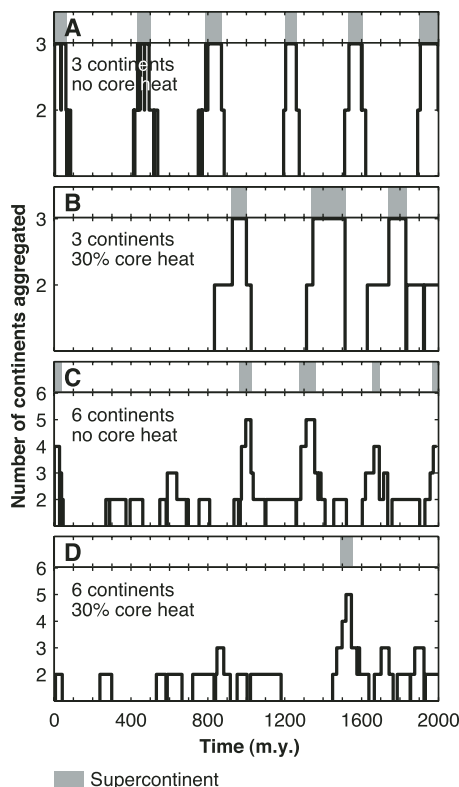 A
3
3 continents
no core heat
2
B
3
3 continents
30% core heat
2
C
6
6 continents
5
no core heat
4
3
2
D
6
6 continents
5
30% core heat
4
3
2
Number of continents aggregated
0 400 800 1200 1600 2000
Time (m.y.)
Supercontinent